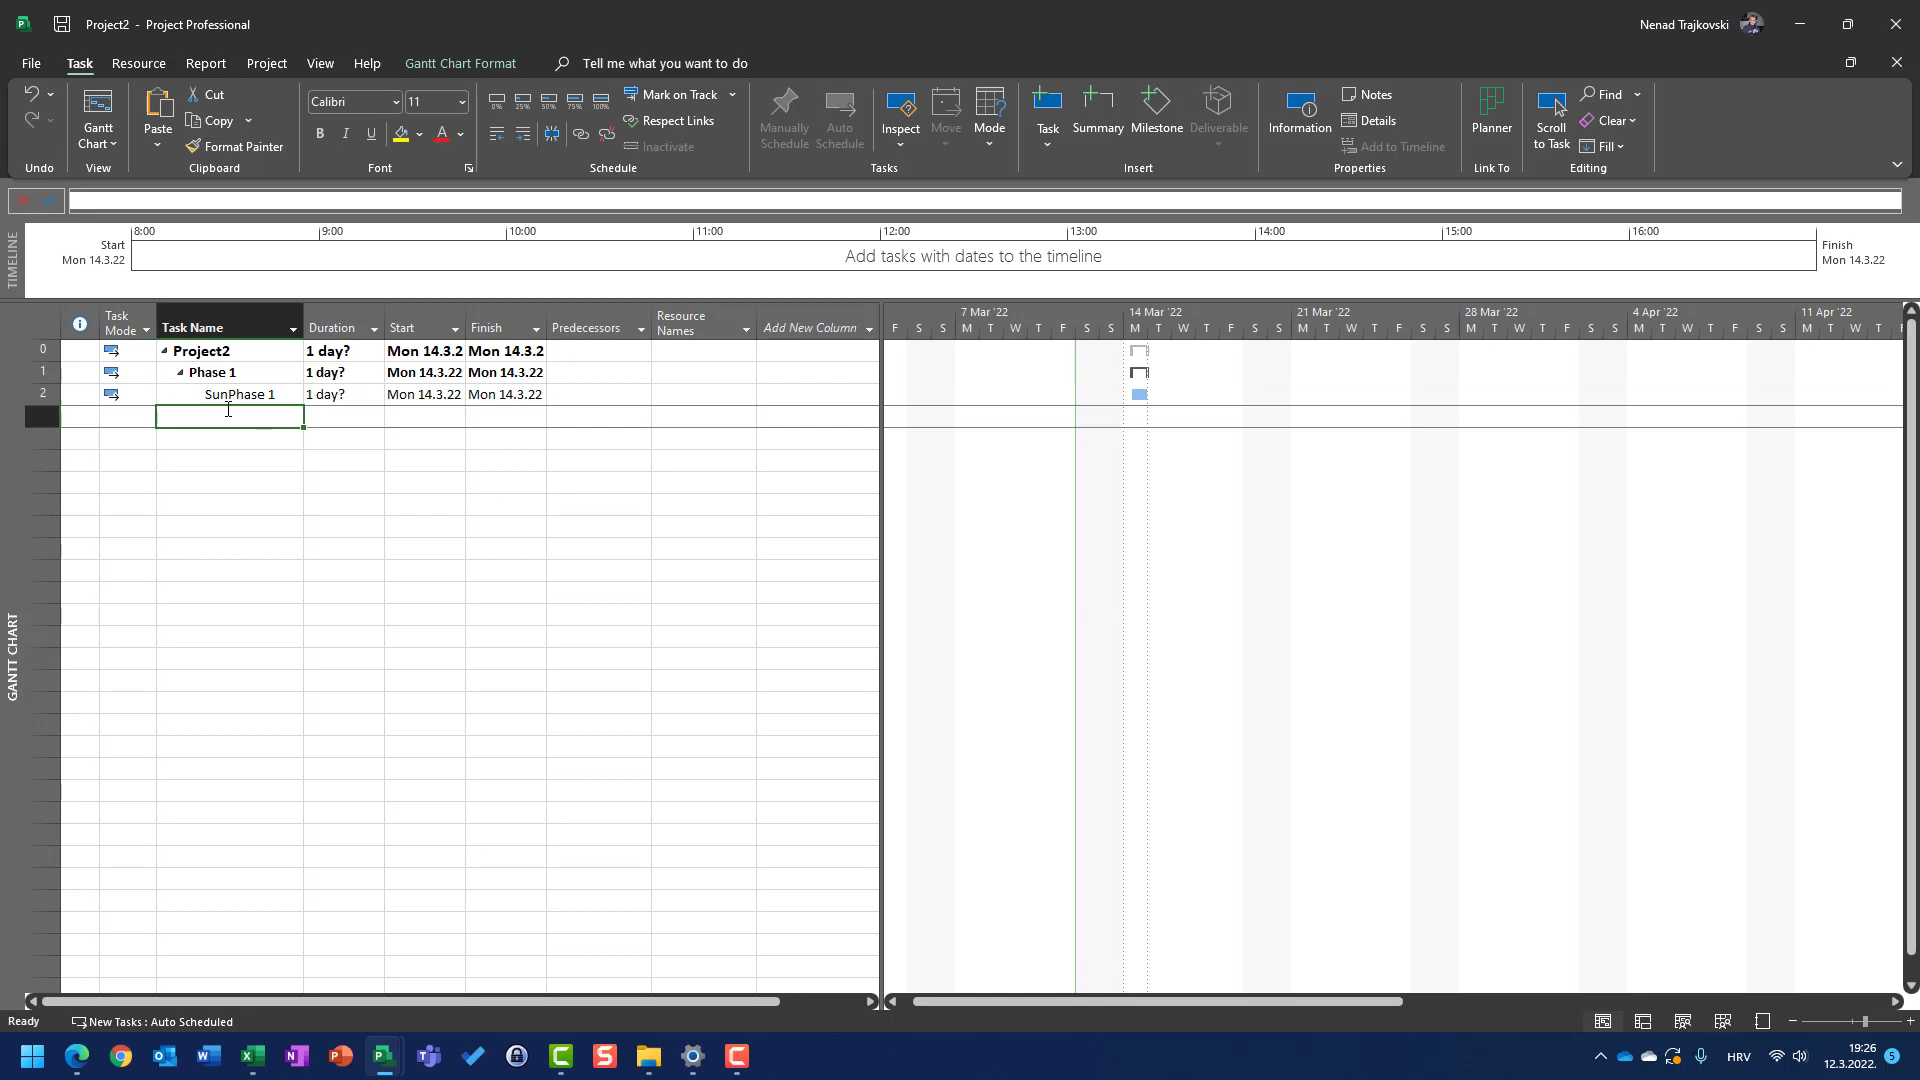 Project2 - Project Professional
Nenad Trajkovski
File Task Resource Report Project View Help Gantt Chart Format Tell me what you want to do
Gantt Chart
Paste
Cut
Copy
Format Painter
Calibri 11
B I U A
0% 25% 50% 75% 100%
Mark on Track
Respect Links
Inactivate
Manually Schedule
Auto Schedule
Inspect
Move
Mode
Task
Summary
Milestone
Deliverable
Information
Notes
Details
Add to Timeline
Planner
Scroll to Task
Find
Clear
Fill
Undo View Clipboard Font Schedule Tasks Insert Properties Link To Editing
TIMELINE
Start
Mon 14.3.22
8:00 9:00 10:00 11:00 12:00 13:00 14:00 15:00 16:00
Add tasks with dates to the timeline
Finish
Mon 14.3.22
Task Mode Task Name Duration Start Finish Predecessors Resource Names Add New Column
7 Mar '22 14 Mar '22 21 Mar '22 28 Mar '22 4 Apr '22 11 Apr '22
F S S M T W T F S S M T W T F S S M T W T F S S M T W T F S S M T W T F S S M T W T F
0 Project2 1 day? Mon 14.3.2 Mon 14.3.2
1 Phase 1 1 day? Mon 14.3.22 Mon 14.3.22
2 SunPhase 1 1 day? Mon 14.3.22 Mon 14.3.22
GANTT CHART
Ready New Tasks : Auto Scheduled
HRV
19:26
12.3.2022.
5